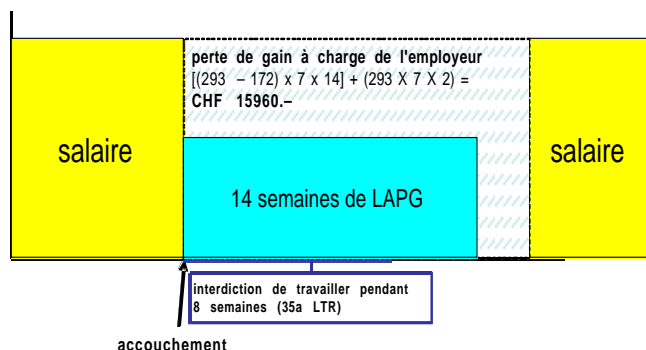 perte de gain à charge de l'employeur
[(293 – 172) x 7 x 14] + (293 X 7 X 2) =
CHF 15960.–
salaire
salaire
14 semaines de LAPG
interdiction de travailler pendant
8 semaines (35a LTR)
accouchement